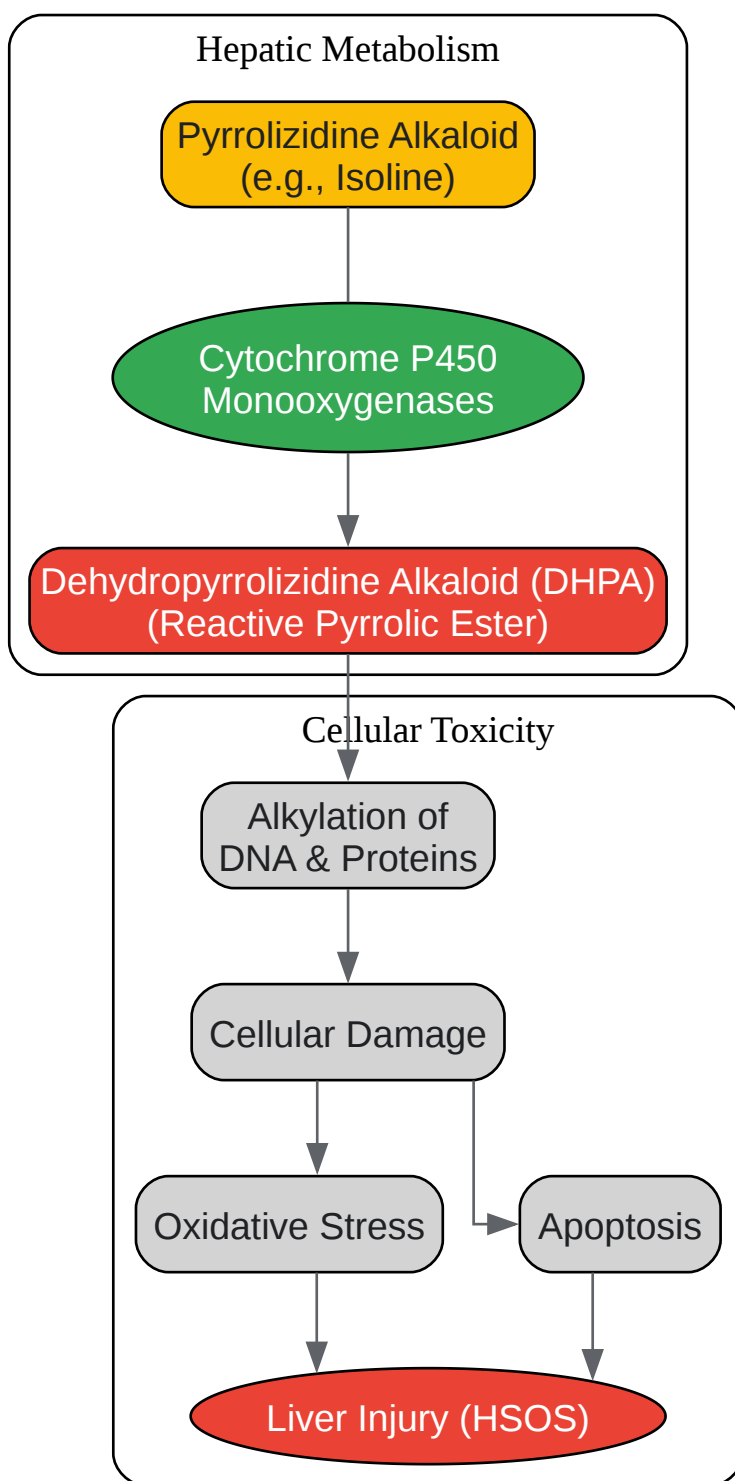 Hepatic Metabolism
Pyrrolizidine Alkaloid
(e.g., Isoline)
Cytochrome P450
Monooxygenases
Dehydropyrrolizidine Alkaloid (DHPA)
(Reactive Pyrrolic Ester)
Cellular Toxicity
Alkylation of
DNA & Proteins
Cellular Damage
Oxidative Stress
Apoptosis
Liver Injury (HSOS)